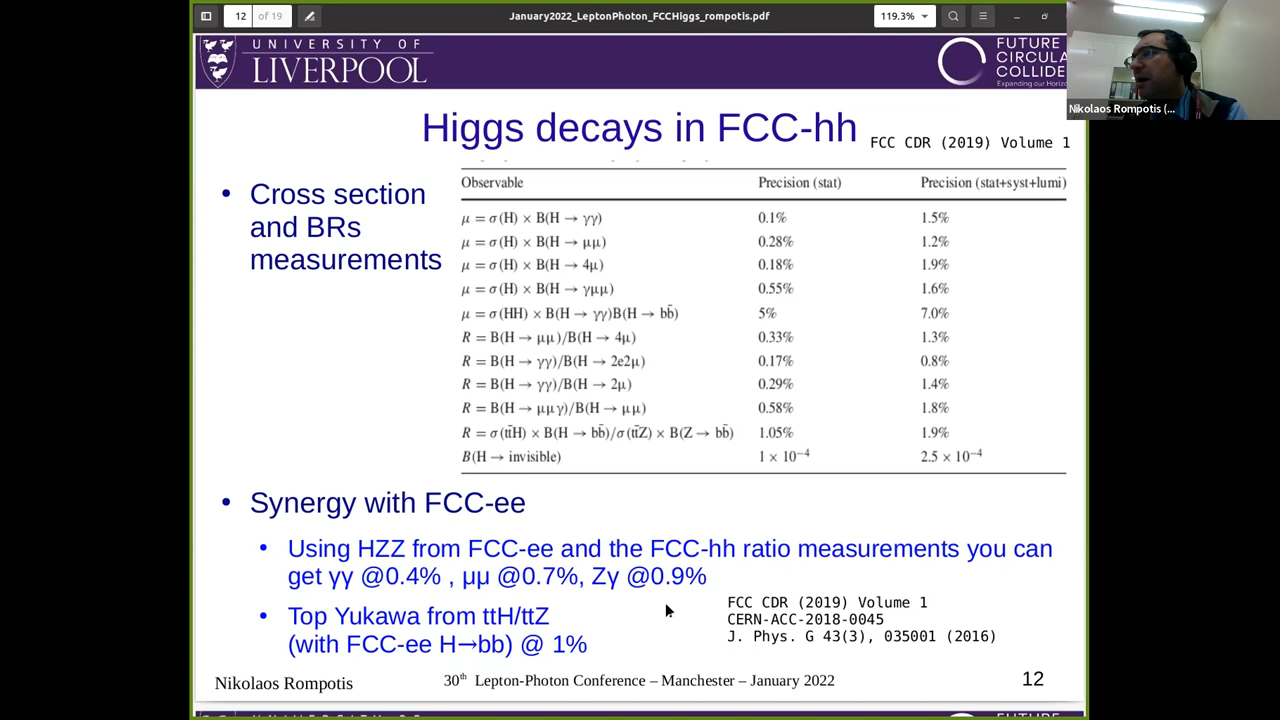 12 of 19
January2022_LeptonPhoton_FCCHiggs_rompotis.pdf
119.3%
UNIVERSITY OF
LIVERPOOL
FUTURE
CIRCULA
COLLIDE
Expanding our Horiz
Nikolaos Rompotis (...
Higgs decays in FCC-hh
FCC CDR (2019) Volume 1
• Cross section
and BRs
measurements
Observable Precision (stat) Precision (stat+syst+lumi)
μ = σ(H) × B(H → γγ) 0.1% 1.5%
μ = σ(H) × B(H → μμ) 0.28% 1.2%
μ = σ(H) × B(H → 4μ) 0.18% 1.9%
μ = σ(H) × B(H → γμμ) 0.55% 1.6%
μ = σ(HH) × B(H → γγ)B(H → bb̄) 5% 7.0%
R = B(H → μμ)/B(H → 4μ) 0.33% 1.3%
R = B(H → γγ)/B(H → 2e2μ) 0.17% 0.8%
R = B(H → γγ)/B(H → 2μ) 0.29% 1.4%
R = B(H → μμγ)/B(H → μμ) 0.58% 1.8%
R = σ(tt̄H) × B(H → bb̄)/σ(tt̄Z) × B(Z → bb̄) 1.05% 1.9%
B(H → invisible) 1 × 10⁻⁴ 2.5 × 10⁻⁴
• Synergy with FCC-ee
• Using HZZ from FCC-ee and the FCC-hh ratio measurements you can
get γγ @0.4% , μμ @0.7%, Zγ @0.9%
• Top Yukawa from ttH/ttZ
(with FCC-ee H→bb) @ 1%
FCC CDR (2019) Volume 1
CERN-ACC-2018-0045
J. Phys. G 43(3), 035001 (2016)
Nikolaos Rompotis
30th Lepton-Photon Conference – Manchester – January 2022
12